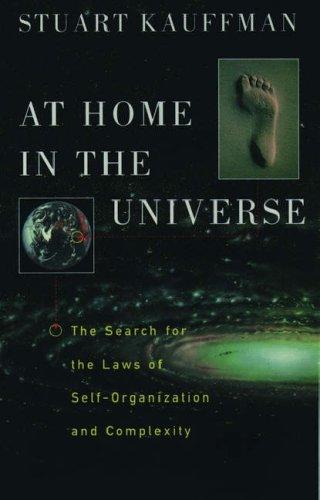 STUART KAUFFMAN
AT HOME
IN THE
UNIVERSE
The Search for
the Laws of
Self-Organization
and Complexity